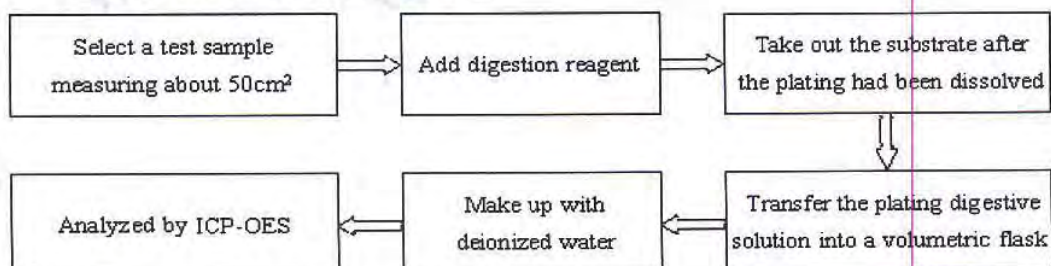 Select a test sample
measuring about 50cm²
Add digestion reagent
Take out the substrate after
the plating had been dissolved
Transfer the plating digestive
solution into a volumetric flask
Make up with
deionized water
Analyzed by ICP-OES